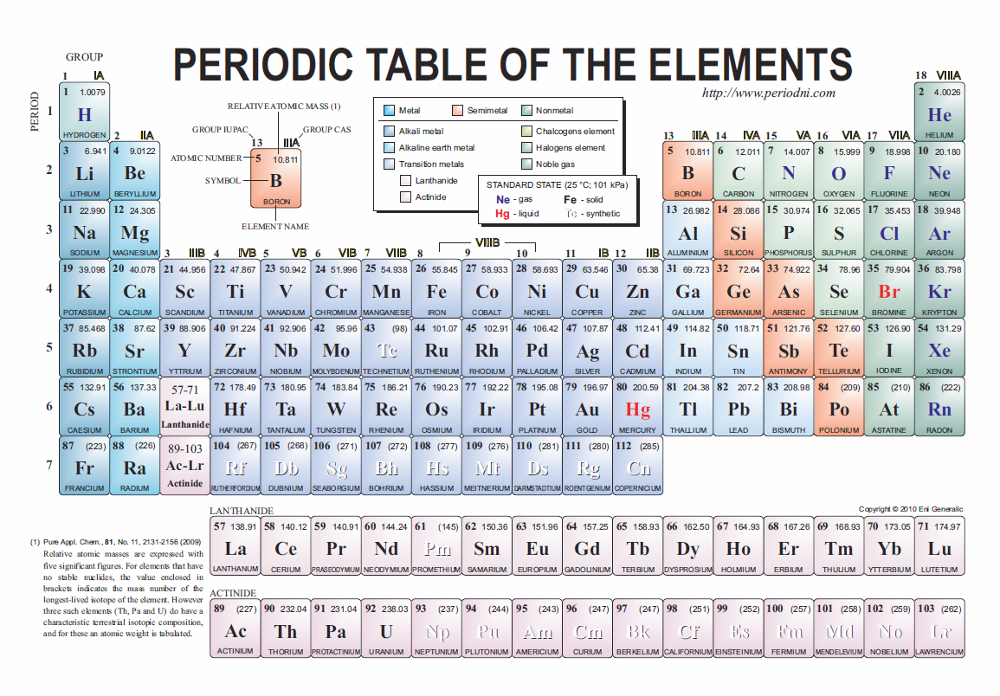 PERIODIC TABLE OF THE ELEMENTS
http://www.periodni.com
GROUP
PERIOD
1 IA
18 VIIIA
1
1 1.0079
H
HYDROGEN
2 4.0026
He
HELIUM
RELATIVE ATOMIC MASS (1)
GROUP IUPAC
GROUP CAS
13 IIIA
ATOMIC NUMBER
5 10.811
SYMBOL
B
BORON
ELEMENT NAME
Metal Semimetal Nonmetal
Alkali metal Chalcogens element
Alkaline earth metal Halogens element
Transition metals Noble gas
Lanthanide
Actinide
STANDARD STATE (25 °C; 101 kPa)
Ne - gas Fe - solid
Hg - liquid Tc - synthetic
2 IIA 13 IIIA 14 IVA 15 VA 16 VIA 17 VIIA
2
3 6.941 4 9.0122 5 10.811 6 12.011 7 14.007 8 15.999 9 18.998 10 20.180
Li Be B C N O F Ne
LITHIUM BERYLLIUM BORON CARBON NITROGEN OXYGEN FLUORINE NEON
3
11 22.990 12 24.305 13 26.982 14 28.086 15 30.974 16 32.065 17 35.453 18 39.948
Na Mg Al Si P S Cl Ar
SODIUM MAGNESIUM ALUMINIUM SILICON PHOSPHORUS SULPHUR CHLORINE ARGON
3 IIIB 4 IVB 5 VB 6 VIB 7 VIIB 8 9 10 VIIIB 11 IB 12 IIB
4
19 39.098 20 40.078 21 44.956 22 47.867 23 50.942 24 51.996 25 54.938 26 55.845 27 58.933 28 58.693 29 63.546 30 65.38 31 69.723 32 72.64 33 74.922 34 78.96 35 79.904 36 83.798
K Ca Sc Ti V Cr Mn Fe Co Ni Cu Zn Ga Ge As Se Br Kr
POTASSIUM CALCIUM SCANDIUM TITANIUM VANADIUM CHROMIUM MANGANESE IRON COBALT NICKEL COPPER ZINC GALLIUM GERMANIUM ARSENIC SELENIUM BROMINE KRYPTON
5
37 85.468 38 87.62 39 88.906 40 91.224 41 92.906 42 95.96 43 (98) 44 101.07 45 102.91 46 106.42 47 107.87 48 112.41 49 114.82 50 118.71 51 121.76 52 127.60 53 126.90 54 131.29
Rb Sr Y Zr Nb Mo Tc Ru Rh Pd Ag Cd In Sn Sb Te I Xe
RUBIDIUM STRONTIUM YTTRIUM ZIRCONIUM NIOBIUM MOLYBDENUM TECHNETIUM RUTHENIUM RHODIUM PALLADIUM SILVER CADMIUM INDIUM TIN ANTIMONY TELLURIUM IODINE XENON
6
55 132.91 56 137.33 57-71 72 178.49 73 180.95 74 183.84 75 186.21 76 190.23 77 192.22 78 195.08 79 196.97 80 200.59 81 204.38 82 207.2 83 208.98 84 (209) 85 (210) 86 (222)
Cs Ba La-Lu Hf Ta W Re Os Ir Pt Au Hg Tl Pb Bi Po At Rn
CAESIUM BARIUM Lanthanide HAFNIUM TANTALUM TUNGSTEN RHENIUM OSMIUM IRIDIUM PLATINUM GOLD MERCURY THALLIUM LEAD BISMUTH POLONIUM ASTATINE RADON
7
87 (223) 88 (226) 89-103 104 (267) 105 (268) 106 (271) 107 (272) 108 (277) 109 (276) 110 (281) 111 (280) 112 (285)
Fr Ra Ac-Lr Rf Db Sg Bh Hs Mt Ds Rg Cn
FRANCIUM RADIUM Actinide RUTHERFORDIUM DUBNIUM SEABORGIUM BOHRIUM HASSIUM MEITNERIUM DARMSTADTIUM ROENTGENIUM COPERNICIUM
LANTHANIDE
Copyright © 2010 Eni Generalic
57 138.91 58 140.12 59 140.91 60 144.24 61 (145) 62 150.36 63 151.96 64 157.25 65 158.93 66 162.50 67 164.93 68 167.26 69 168.93 70 173.05 71 174.97
La Ce Pr Nd Pm Sm Eu Gd Tb Dy Ho Er Tm Yb Lu
LANTHANUM CERIUM PRASEODYMIUM NEODYMIUM PROMETHIUM SAMARIUM EUROPIUM GADOLINIUM TERBIUM DYSPROSIUM HOLMIUM ERBIUM THULIUM YTTERBIUM LUTETIUM
ACTINIDE
89 (227) 90 232.04 91 231.04 92 238.03 93 (237) 94 (244) 95 (243) 96 (247) 97 (247) 98 (251) 99 (252) 100 (257) 101 (258) 102 (259) 103 (262)
Ac Th Pa U Np Pu Am Cm Bk Cf Es Fm Md No Lr
ACTINIUM THORIUM PROTACTINIUM URANIUM NEPTUNIUM PLUTONIUM AMERICIUM CURIUM BERKELIUM CALIFORNIUM EINSTEINIUM FERMIUM MENDELEVIUM NOBELIUM LAWRENCIUM
(1) Pure Appl. Chem., 81, No. 11, 2131-2156 (2009)
Relative atomic masses are expressed with
five significant figures. For elements that have
no stable nuclides, the value enclosed in
brackets indicates the mass number of the
longest-lived isotope of the element. However
three such elements (Th, Pa and U) do have a
characteristic terrestrial isotopic composition,
and for these an atomic weight is tabulated.